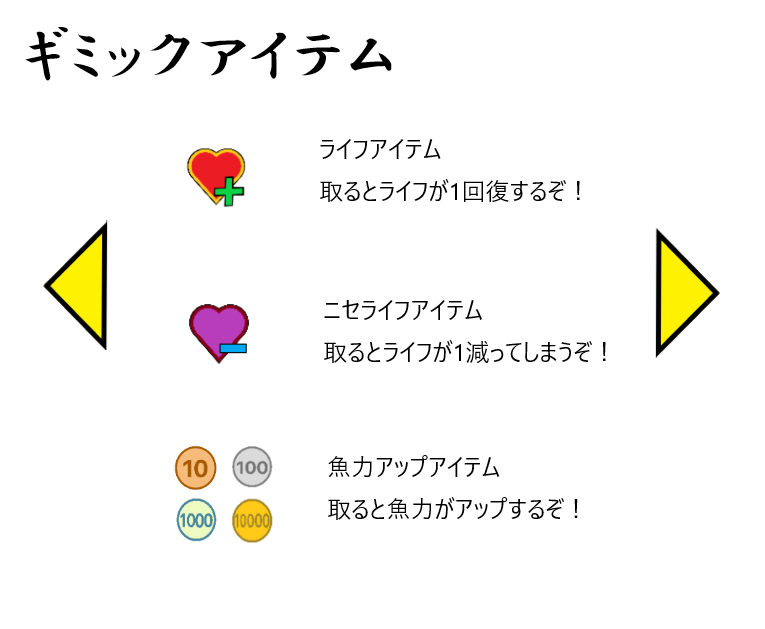 ギミックアイテム
ライフアイテム
取るとライフが1回復するぞ！
ニセライフアイテム
取るとライフが1減ってしまうぞ！
10 100
1000 10000
魚力アップアイテム
取ると魚力がアップするぞ！